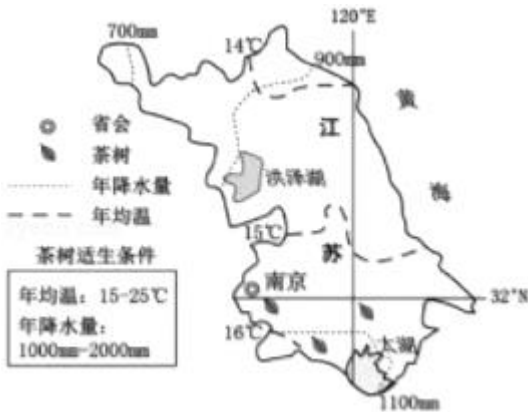 120°E
700mm
14℃
900mm
黄
海
江
苏
省会
茶树
年降水量
年均温
洪泽湖
15℃
茶树适生条件
年均温：15-25℃
年降水量：
1000mm-2000mm
南京
32°N
16℃
太湖
1100mm